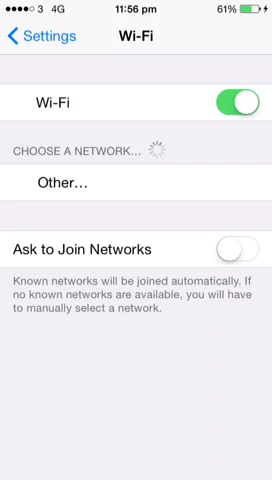 3 4G 11:56 pm 61%
Settings Wi-Fi
Wi-Fi
CHOOSE A NETWORK...
Other...
Ask to Join Networks
Known networks will be joined automatically. If
no known networks are available, you will have
to manually select a network.